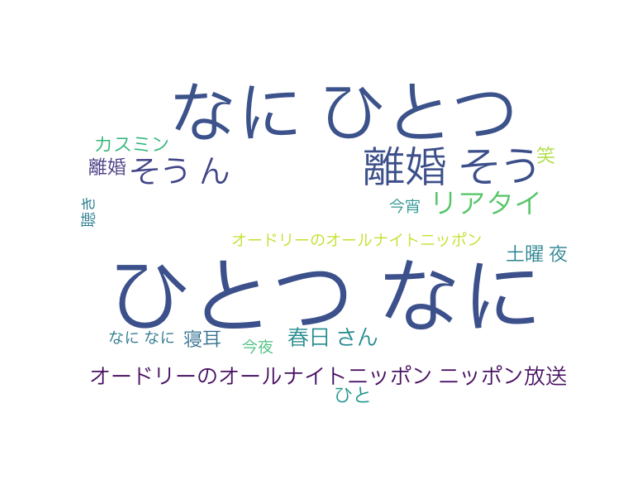 なに ひとつ
カスミン
離婚 そう
笑
離婚
そう ん
聴き
今宵
リアタイ
オードリーのオールナイトニッポン
土曜 夜
ひとつ なに
なに なに
寝耳
今夜
春日 さん
オードリーのオールナイトニッポン ニッポン放送
ひと